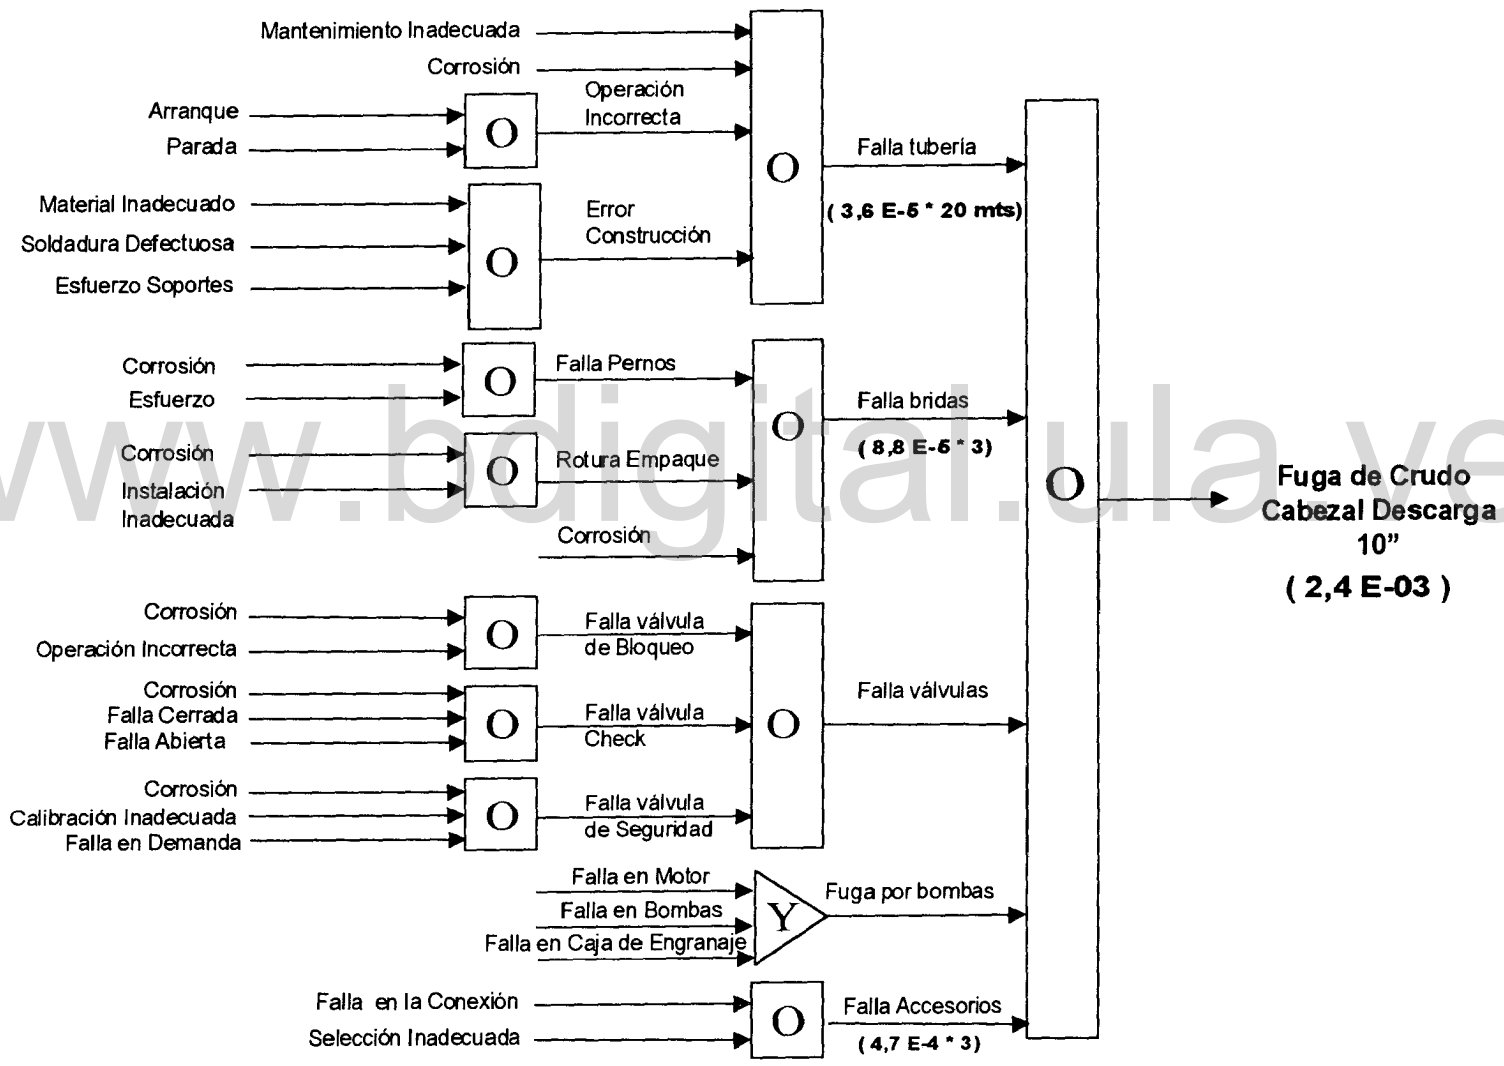 Mantenimiento Inadecuada
Corrosión
Arranque
Parada
O
Operación
Incorrecta
Material Inadecuado
Soldadura Defectuosa
Esfuerzo Soportes
O
Error
Construcción
O
Falla tubería
( 3,6 E-5 * 20 mts)
Corrosión
Esfuerzo
O
Falla Pernos
Corrosión
Instalación
Inadecuada
O
Rotura Empaque
Corrosión
O
Falla bridas
( 8,8 E-5 * 3)
Corrosión
Operación Incorrecta
O
Falla válvula
de Bloqueo
Corrosión
Falla Cerrada
Falla Abierta
O
Falla válvula
Check
Corrosión
Calibración Inadecuada
Falla en Demanda
O
Falla válvula
de Seguridad
O
Falla válvulas
Falla en Motor
Falla en Bombas
Falla en Caja de Engranaje
Y
Fuga por bombas
Falla en la Conexión
Selección Inadecuada
O
Falla Accesorios
( 4,7 E-4 * 3)
O
Fuga de Crudo
Cabezal Descarga
10”
( 2,4 E-03 )
www.bdigital.ula.ve